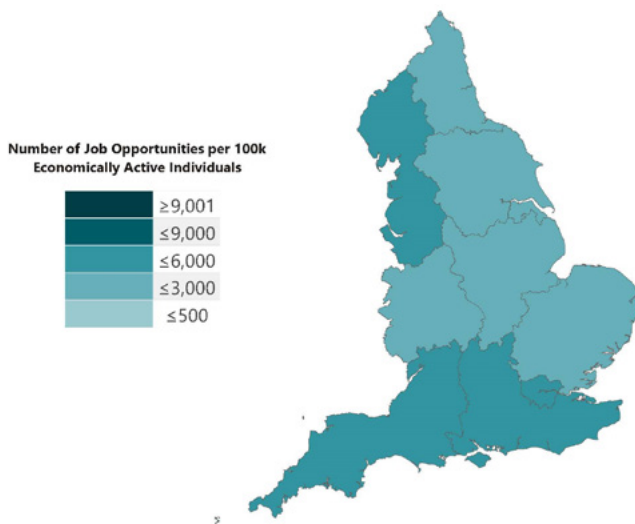 Number of Job Opportunities per 100k
Economically Active Individuals
≥9,001
≤9,000
≤6,000
≤3,000
≤500